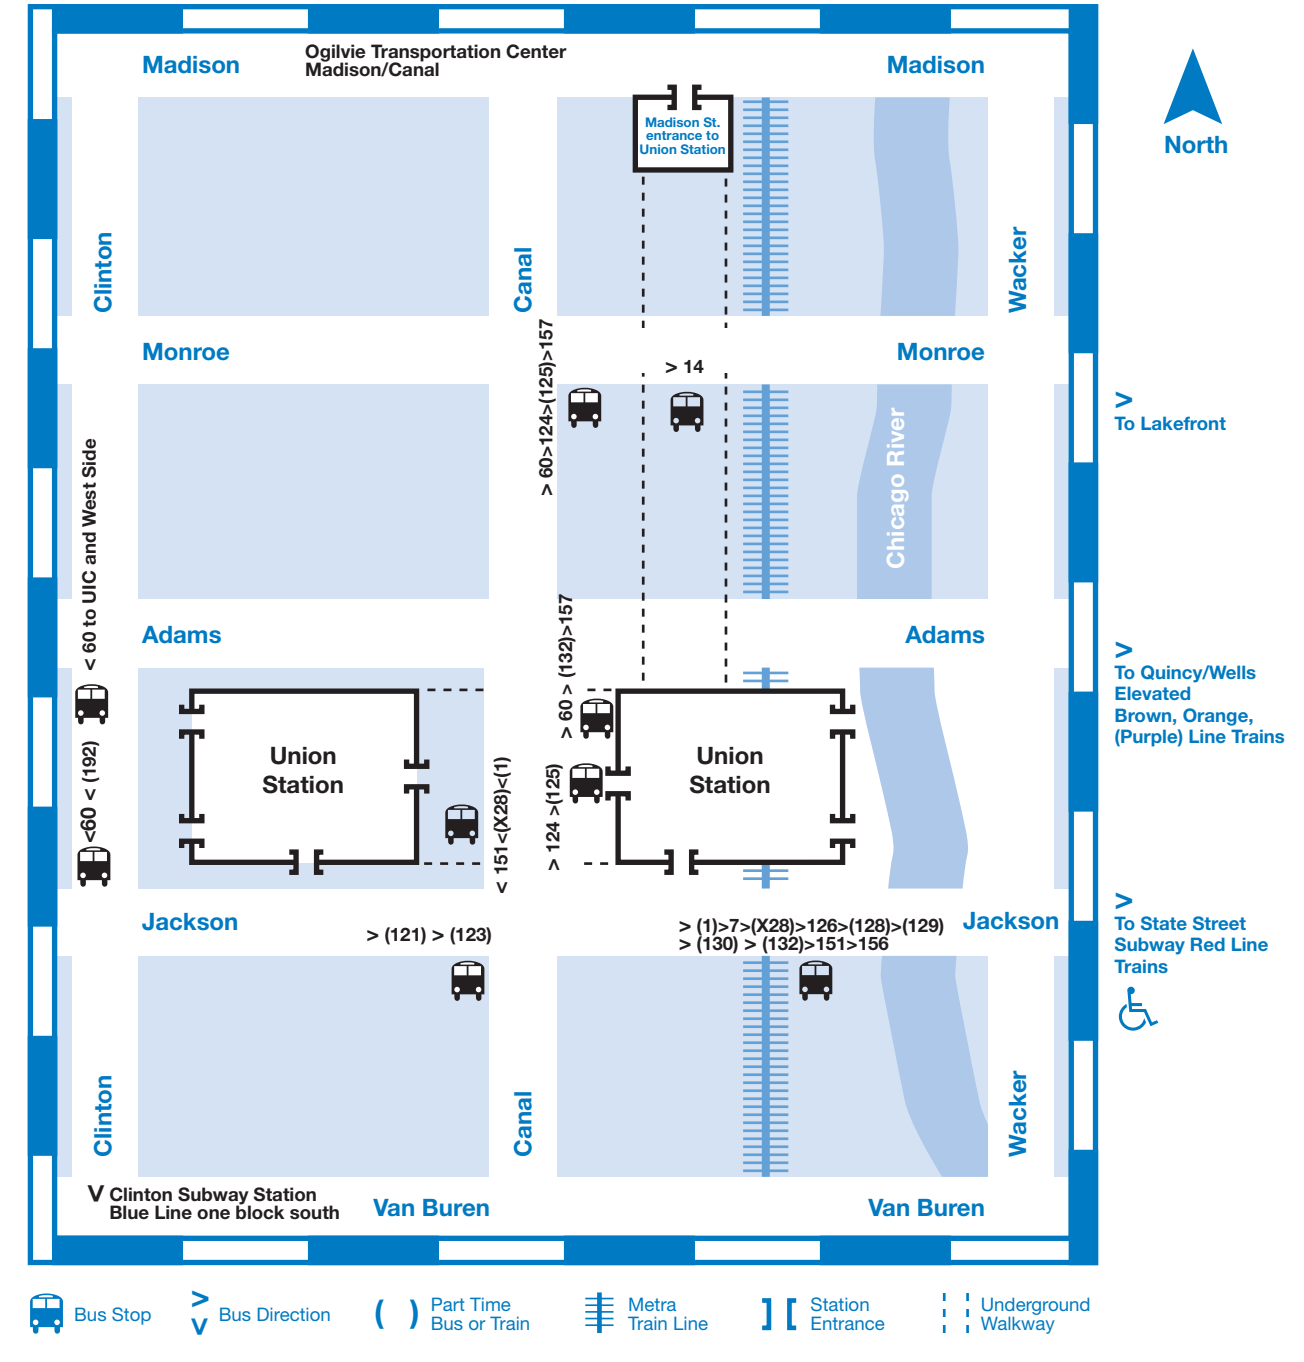 Ogilvie Transportation Center
Madison/Canal
Madison
Madison
Madison St.
entrance to
Union Station
North
Clinton
Canal
Wacker
Monroe
Monroe
> 60>124>(125)>157
> 14
Chicago River
>
To Lakefront
< 60 to UIC and West Side
Adams
Adams
> 60 > (132)>157
>
To Quincy/Wells
Elevated
Brown, Orange,
(Purple) Line Trains
<60 < (192)
Union
Station
< 151<(X28)<(1)
> 124 >(125)
Union
Station
Jackson
Jackson
> (121) > (123)
> (1)>7>(X28)>126>(128)>(129)
> (130) > (132)>151>156
>
To State Street
Subway Red Line
Trains
Clinton
Canal
Wacker
V Clinton Subway Station
Blue Line one block south
Van Buren
Van Buren
Bus Stop
>
V
Bus Direction
( )
Part Time
Bus or Train
Metra
Train Line
Station
Entrance
Underground
Walkway